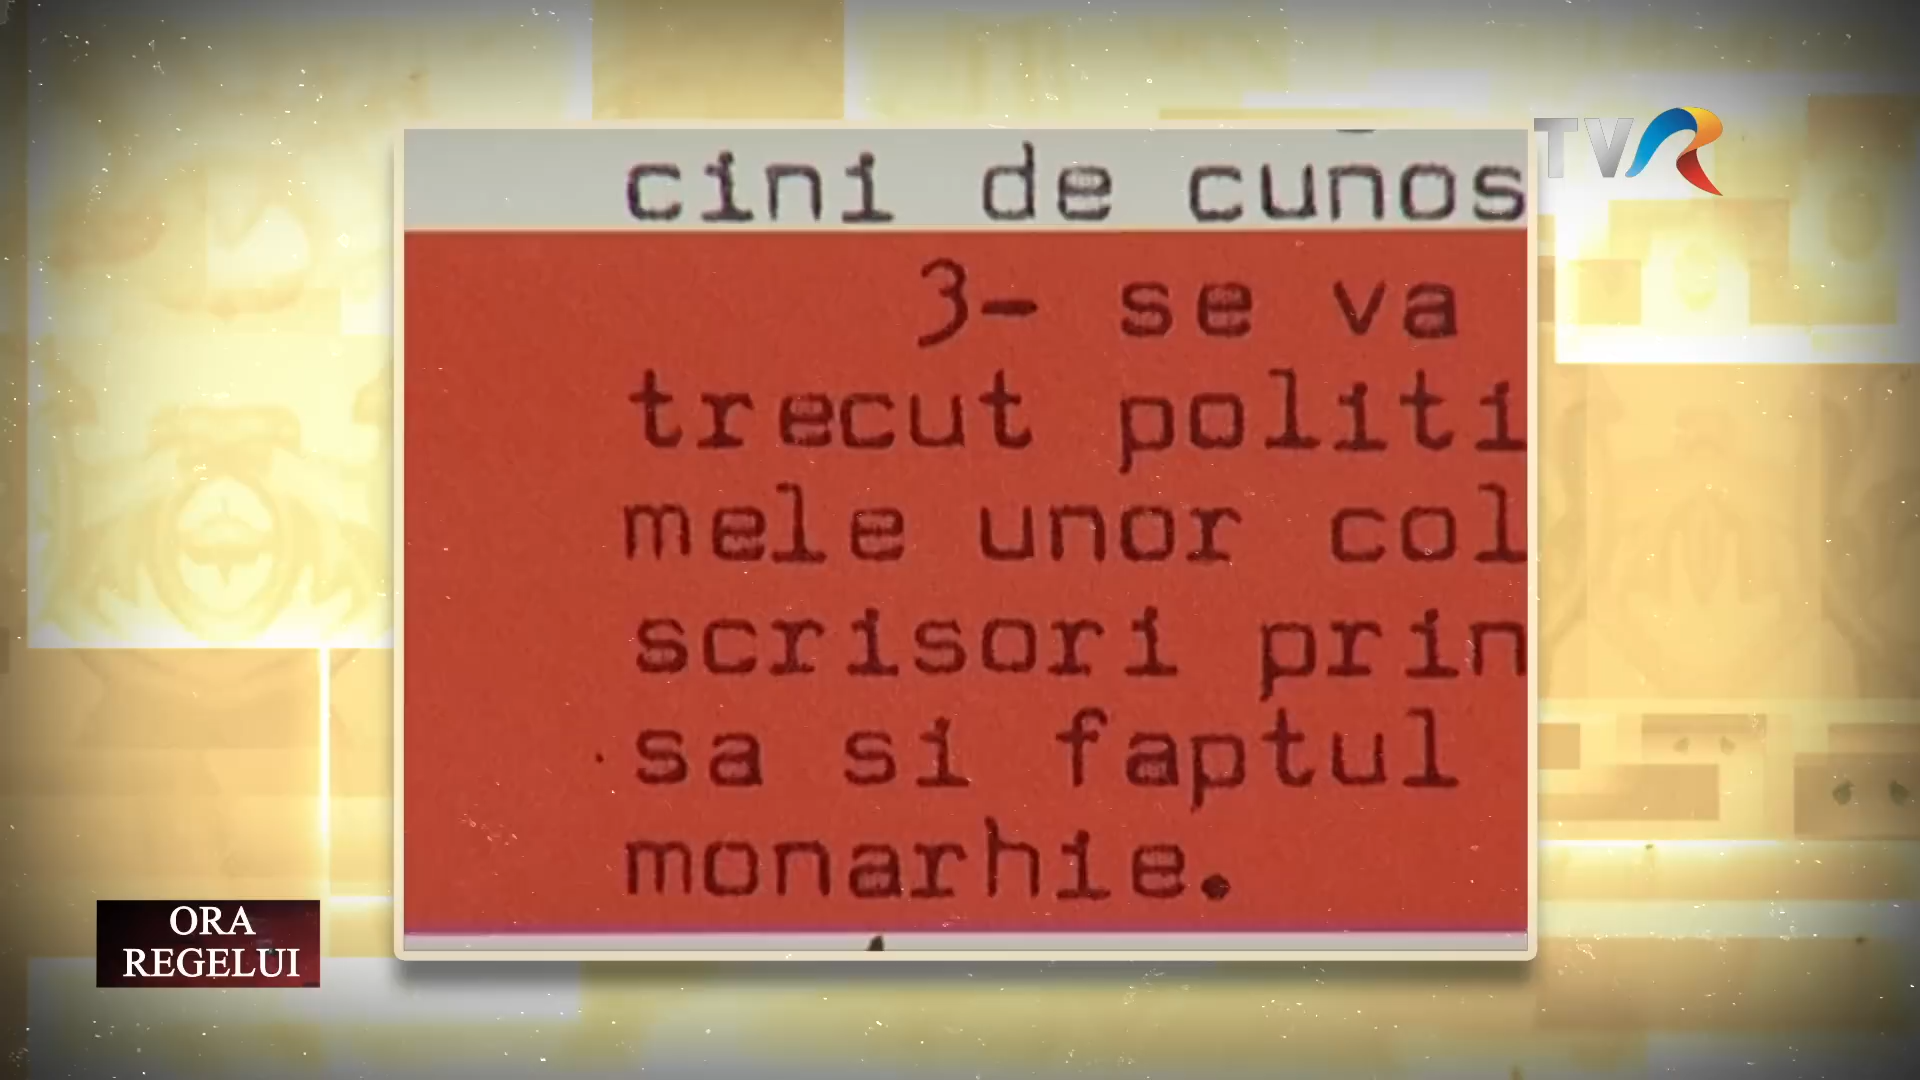 TVR
cini de cunos
3- se va
trecut politi
mele unor col
scrisori prin
sa si faptul
monarhie.
ORA
REGELUI